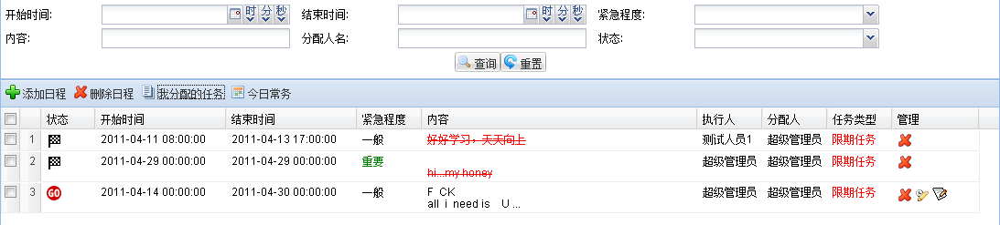 开始时间: 时 分 秒 结束时间: 时 分 秒 紧急程度:
内容: 分配人名: 状态:
查询 重置
添加日程 删除日程 我分配的任务 今日常务
状态 开始时间 结束时间 紧急程度 内容 执行人 分配人 任务类型 管理
1 2011-04-11 08:00:00 2011-04-13 17:00:00 一般 好好学习，天天向上 测试人员1 超级管理员 限期任务
2 2011-04-29 00:00:00 2011-04-29 00:00:00 重要 hi...my honey 超级管理员 超级管理员 限期任务
3 GO 2011-04-14 00:00:00 2011-04-30 00:00:00 一般 F CK 超级管理员 超级管理员 限期任务
all i need is U ...